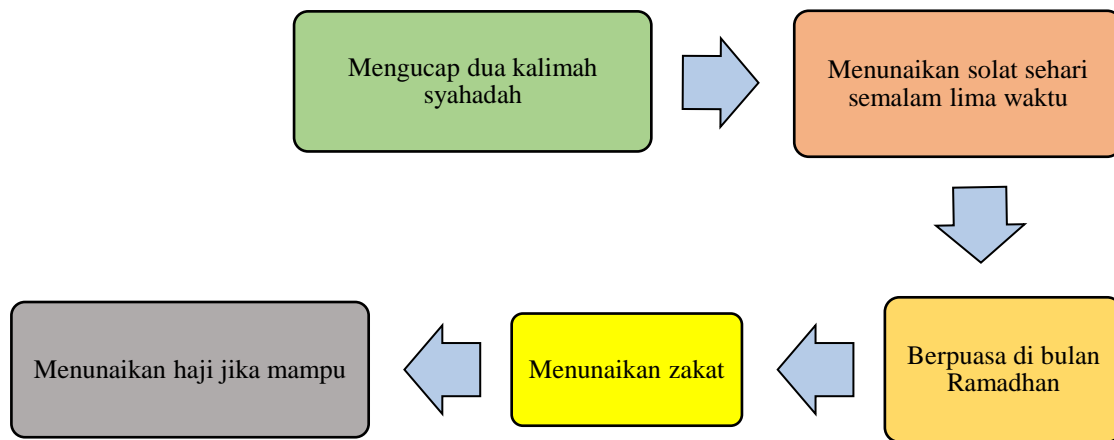 Mengucap dua kalimah
syahadah
Menunaikan solat sehari
semalam lima waktu
Berpuasa di bulan
Ramadhan
Menunaikan zakat
Menunaikan haji jika mampu